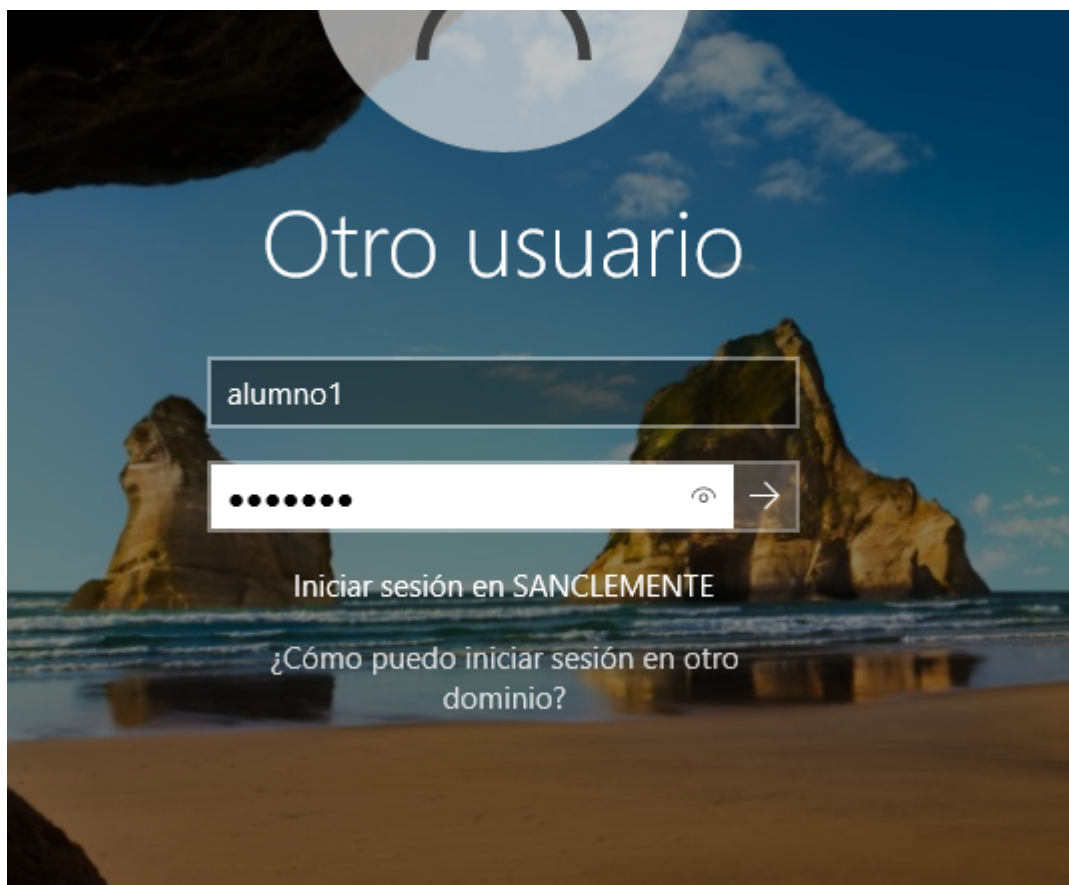 Otro usuario
alumno1
●●●●●●●
Iniciar sesión en SANCLEMENTE
¿Cómo puedo iniciar sesión en otro
dominio?